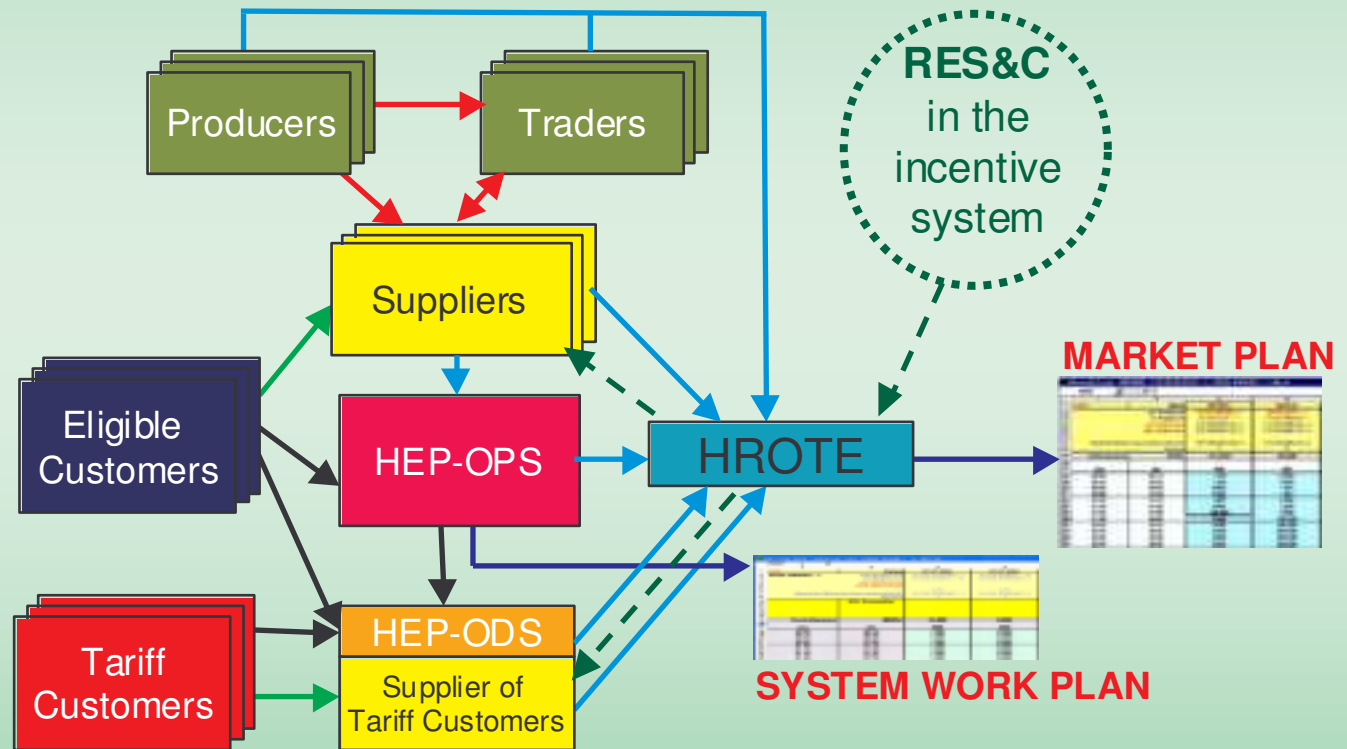 Producers
Traders
RES&C
in the
incentive
system
Suppliers
MARKET PLAN
Eligible
Customers
HEP-OPS
HROTE
HEP-ODS
Tariff
Customers
Supplier of
Tariff Customers
SYSTEM WORK PLAN